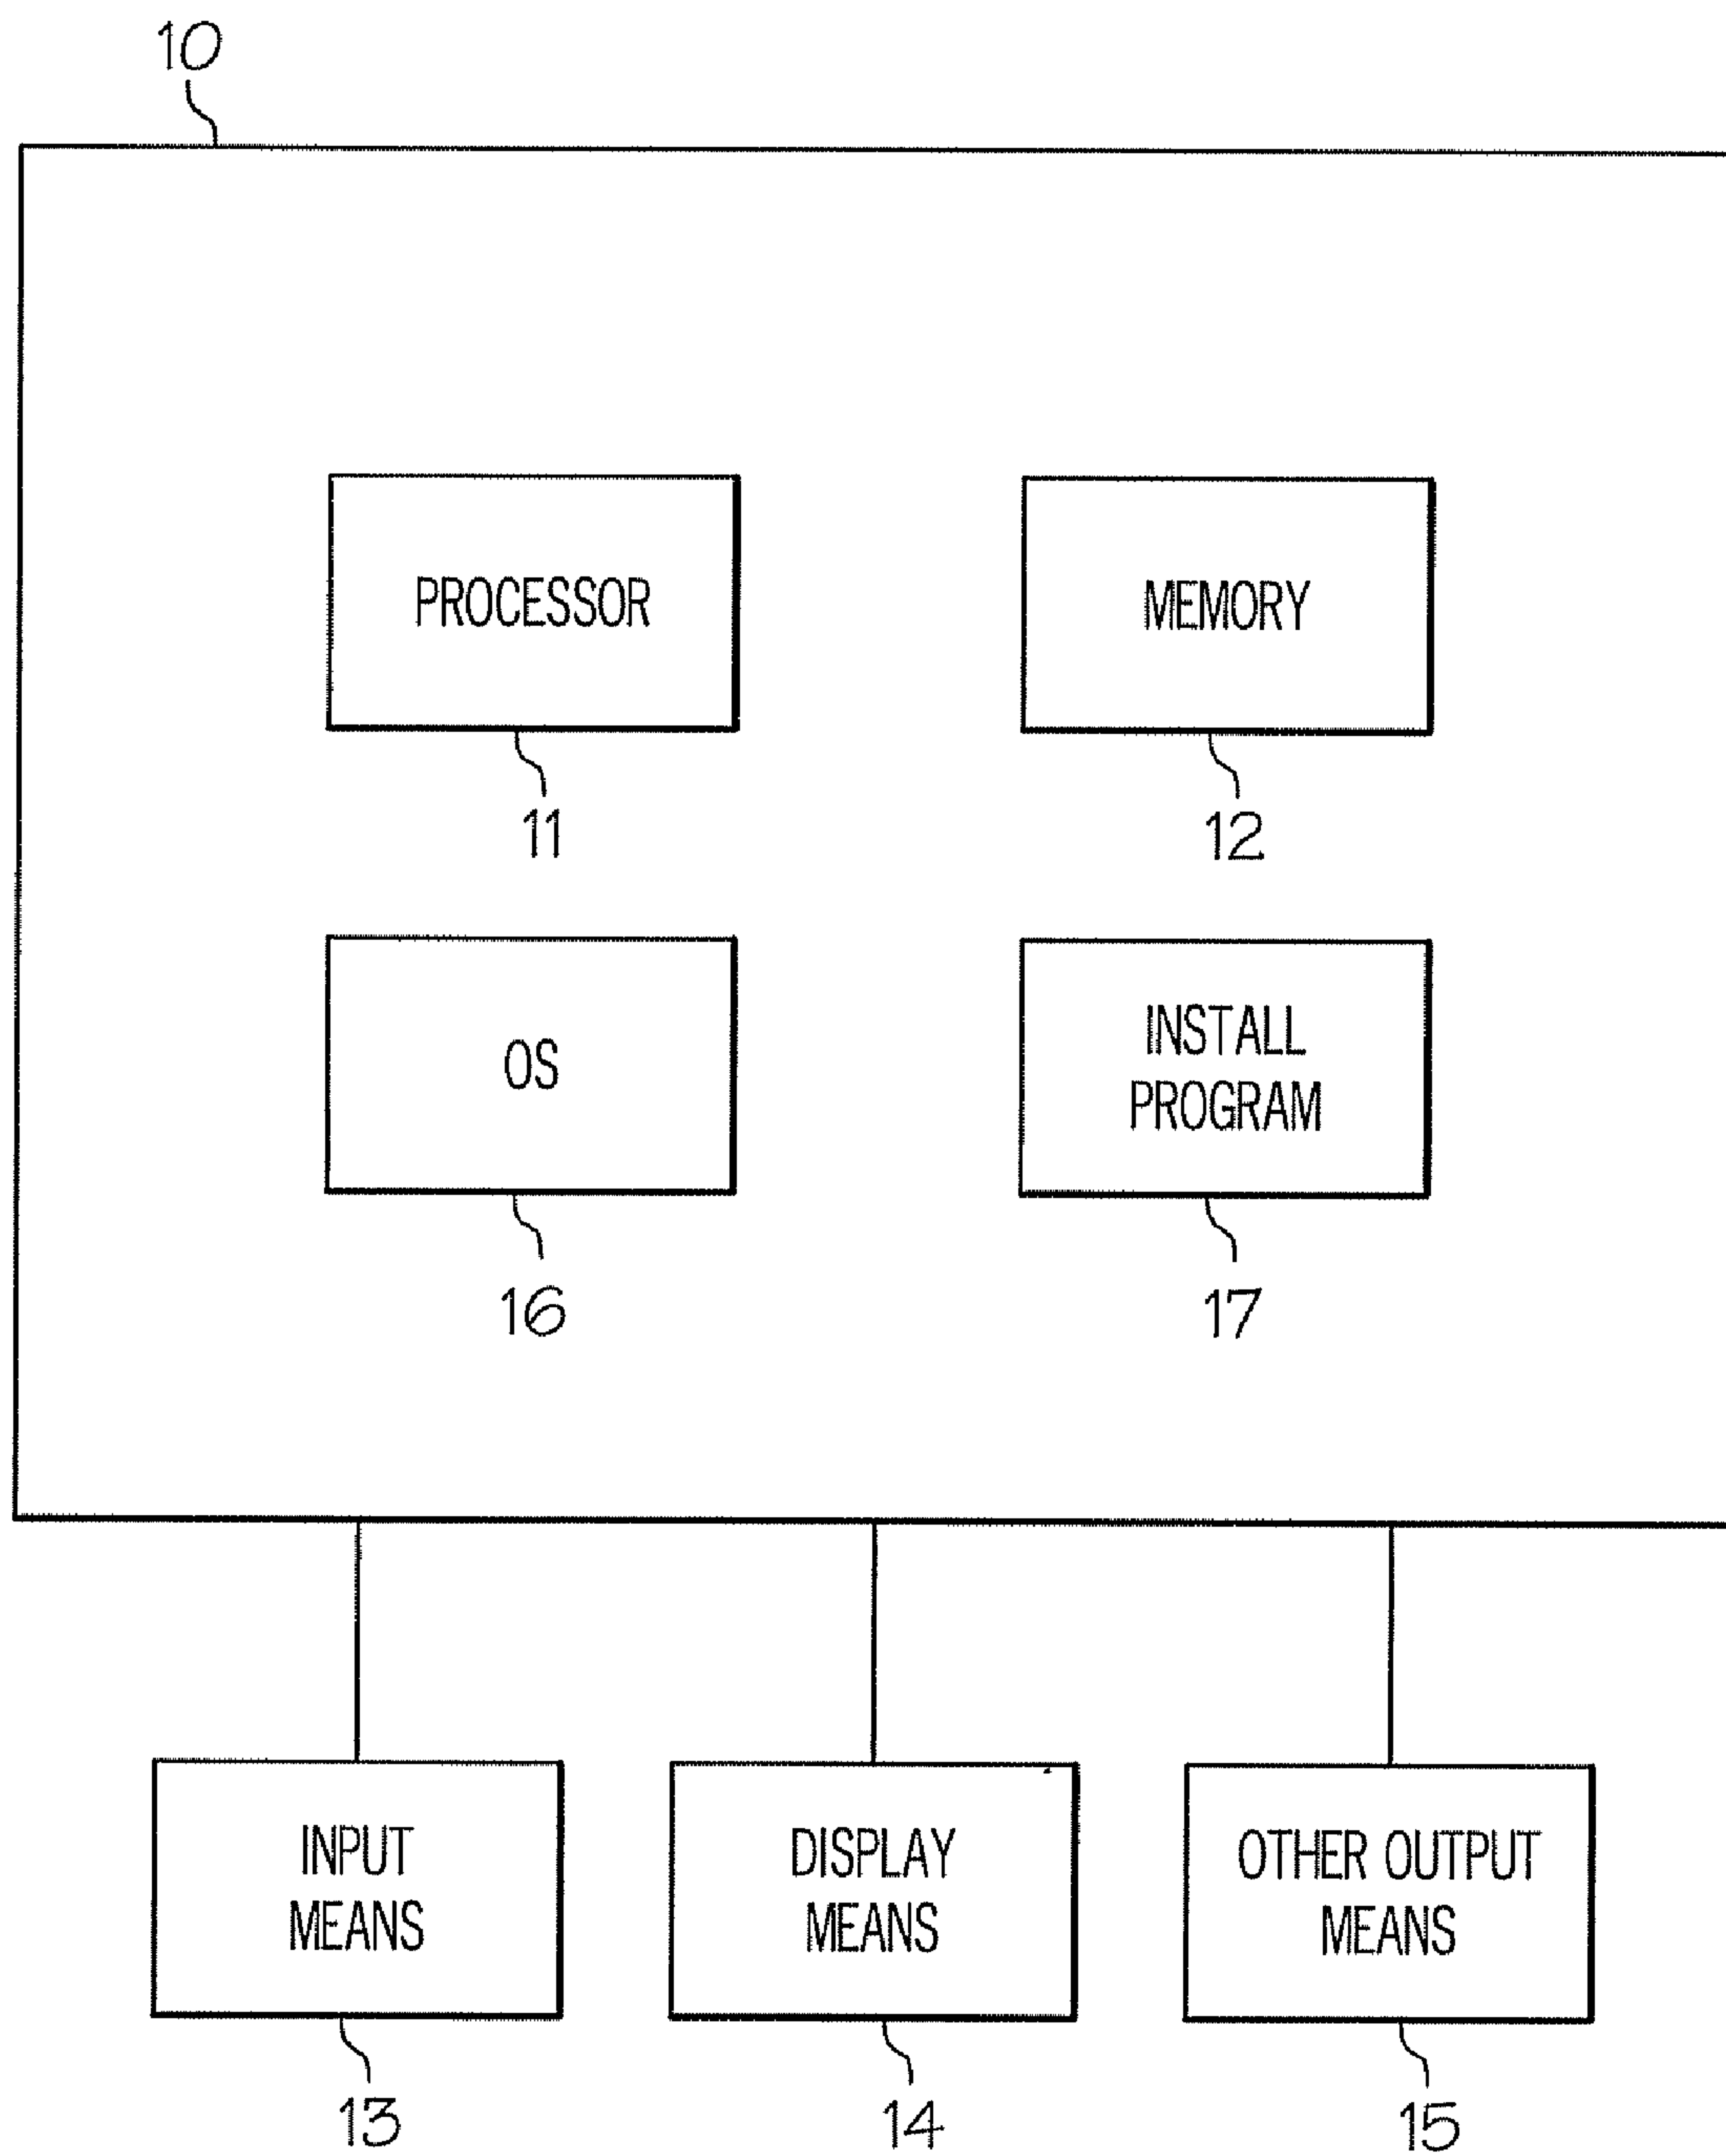 10
PROCESSOR
MEMORY
11
12
OS
INSTALL
PROGRAM
16
17
INPUT
MEANS
DISPLAY
MEANS
OTHER OUTPUT
MEANS
13
14
15